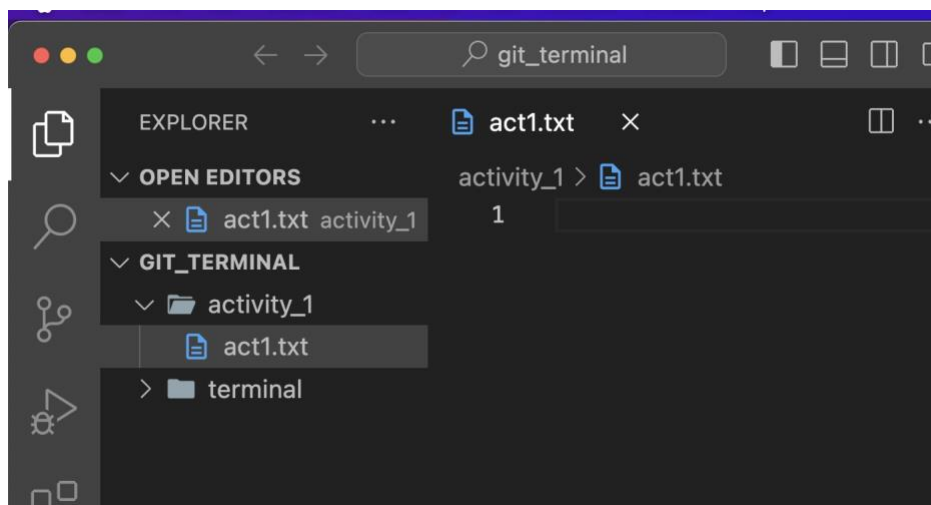 git_terminal
EXPLORER
act1.txt
OPEN EDITORS
act1.txt activity_1
GIT_TERMINAL
activity_1
act1.txt
terminal
activity_1 > act1.txt
1